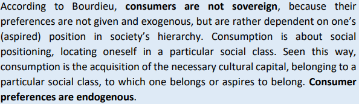 According to Bourdieu, consumers are not sovereign, because their
preferences are not given and exogenous, but are rather dependent on one's
(aspired) position in society's hierarchy. Consumption is about social
positioning, locating oneself in a particular social class. Seen this way,
consumption is the acquisition of the necessary cultural capital, belonging to a
particular social class, to which one belongs or aspires to belong. Consumer
preferences are endogenous.